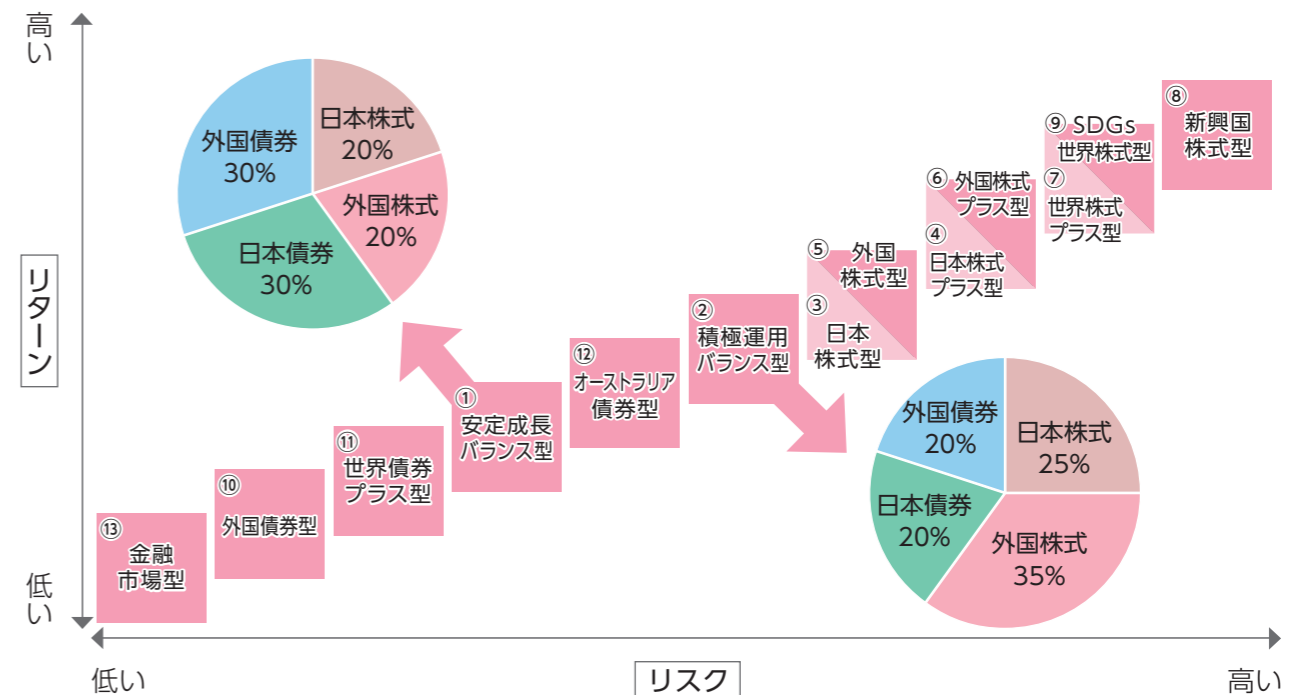 高い
リターン
低い
日本株式
20%
外国株式
20%
日本債券
30%
外国債券
30%
⑬
金融
市場型
⑩
外国債券型
⑪
世界債券
プラス型
①
安定成長
バランス型
⑫
オーストラリア
債券型
②
積極運用
バランス型
⑤ 外国
株式型
③
日本
株式型
⑥ 外国株式
プラス型
④
日本株式
プラス型
⑨ SDGs
世界株式型
⑦
世界株式
プラス型
⑧
新興国
株式型
日本株式
25%
外国株式
35%
日本債券
20%
外国債券
20%
低い
リスク
高い